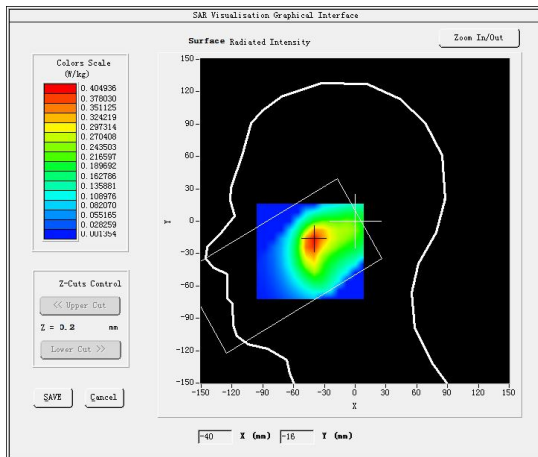 SAR Visualisation Graphical Interface
Surface Radiated Intensity
Zoom In/Out
Colors Scale
(W/kg)
0.404936
0.378030
0.351125
0.324219
0.297314
0.270408
0.243503
0.216597
0.189692
0.162786
0.135881
0.108976
0.082070
0.055165
0.028259
0.001354
Z-Cuts Control
<< Upper Cut
Z = 0.2 mm
Lower Cut >>
SAVE
Cancel
150
120
90
60
30
0
-30
-60
-90
-120
-150
Y
-150 -120 -90 -60 -30 0 30 60 90 120 150
X
-40 X (mm) -16 Y (mm)